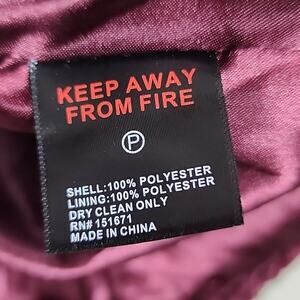 KEEP AWAY
FROM FIRE
P
SHELL:100% POLYESTER
LINING:100% POLYESTER
DRY CLEAN ONLY
RN#151671
MADE IN CHINA